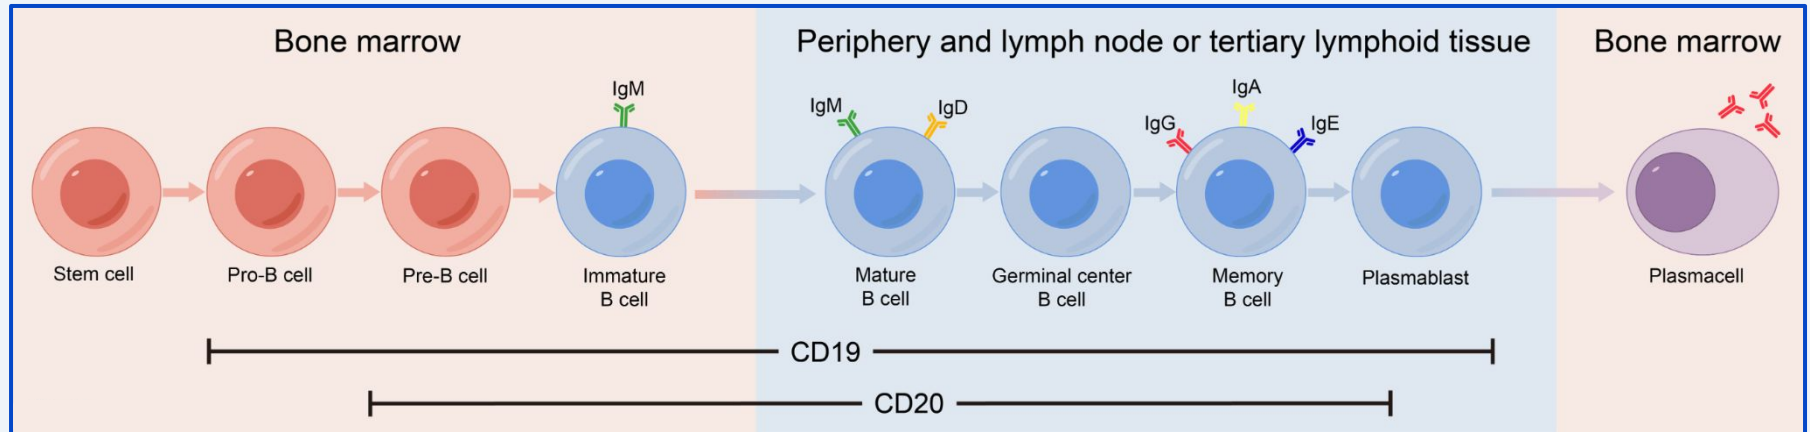 Bone marrow
Periphery and lymph node or tertiary lymphoid tissue
Bone marrow
IgM
IgM
IgD
IgG
IgA
IgE
Stem cell
Pro-B cell
Pre-B cell
Immature
B cell
Mature
B cell
Germinal center
B cell
Memory
B cell
Plasmablast
Plasmacell
CD19
CD20